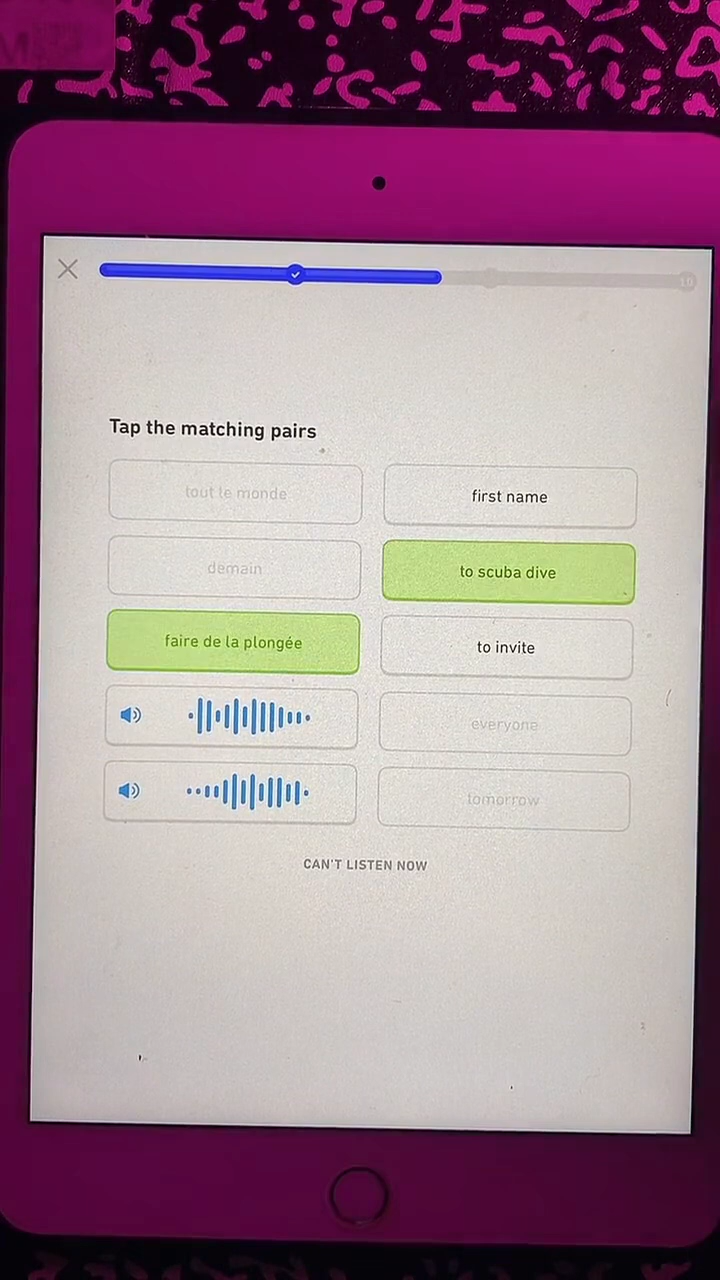 10
Tap the matching pairs
tout le monde
first name
demain
to scuba dive
faire de la plongée
to invite
everyone
tomorrow
CAN'T LISTEN NOW